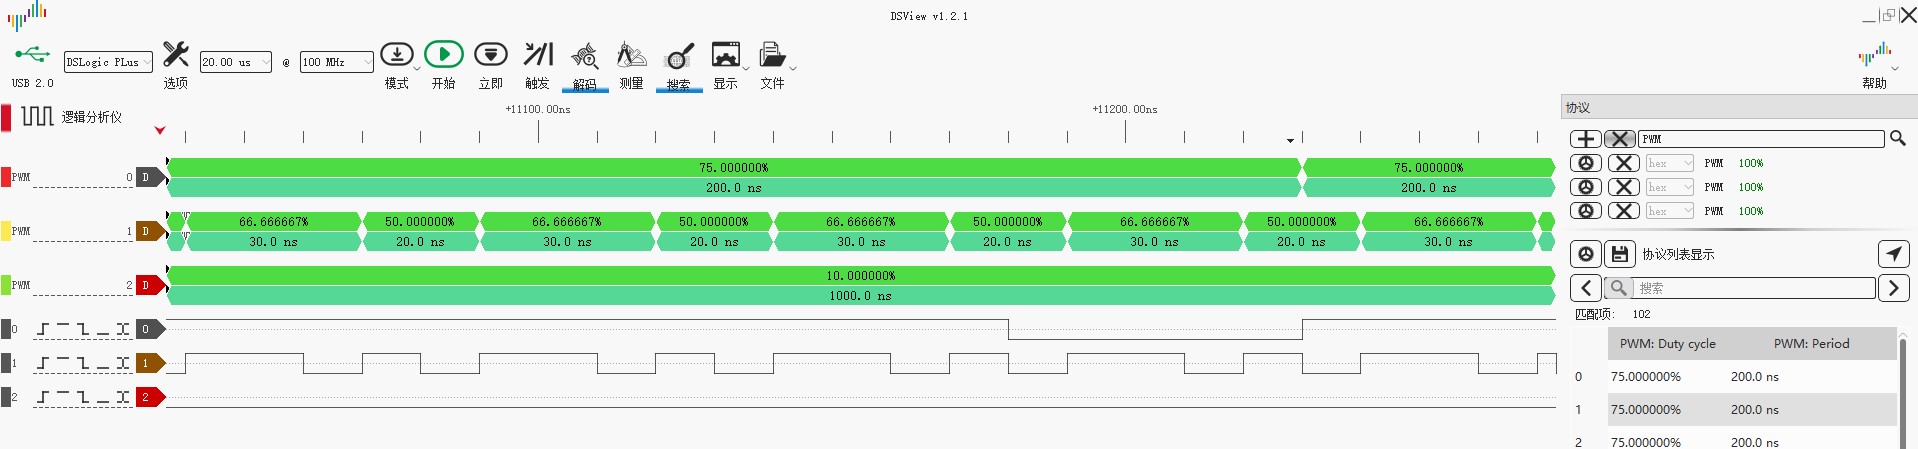 DSView v1.2.1
USB 2.0
DSLogic PLus
选项
20.00 us
@
100 MHz
模式
开始
立即
触发
解码
测量
搜索
显示
文件
帮助
逻辑分析仪
+11100.00ns
+11200.00ns
PWM 0 D
75.000000% 75.000000%
200.0 ns 200.0 ns
PWM 1 D
66.666667% 50.000000% 66.666667% 50.000000% 66.666667% 50.000000% 66.666667% 50.000000% 66.666667%
30.0 ns 20.0 ns 30.0 ns 20.0 ns 30.0 ns 20.0 ns 30.0 ns 20.0 ns 30.0 ns
PWM 2 D
10.000000%
1000.0 ns
0 0
1 1
2 2
协议
PWM
hex PWM 100%
hex PWM 100%
hex PWM 100%
协议列表显示
搜索
匹配项: 102
PWM: Duty cycle PWM: Period
0 75.000000% 200.0 ns
1 75.000000% 200.0 ns
2 75.000000% 200.0 ns